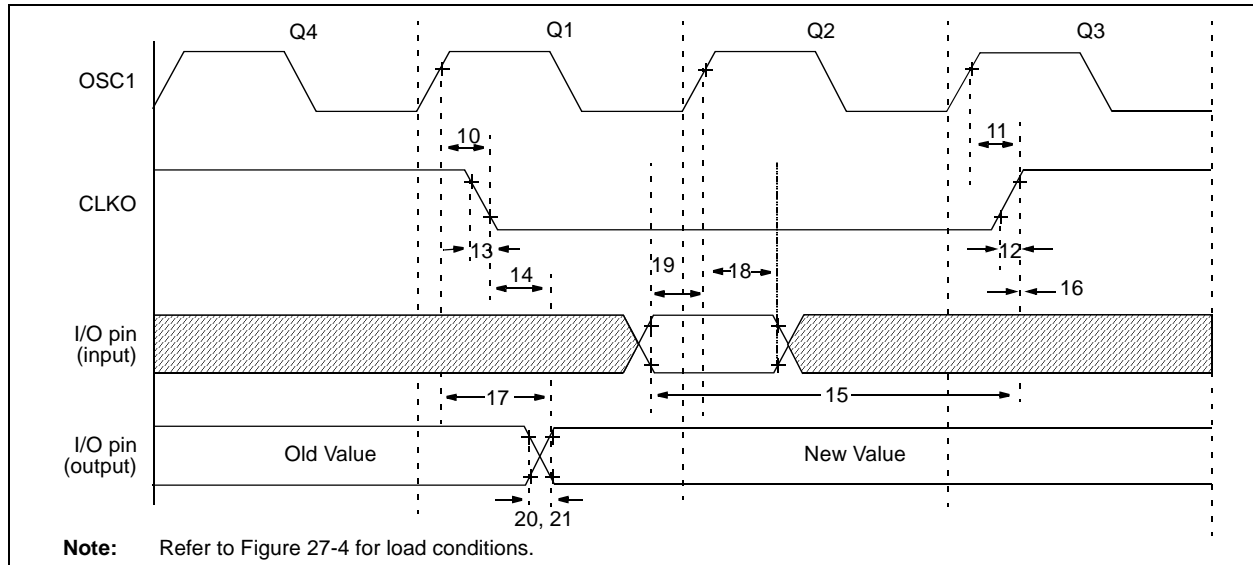 Q4 Q1 Q2 Q3
OSC1
10 11
CLKO
13 12
14 19 18 16
I/O pin
(input)
17 15
I/O pin
(output)
Old Value New Value
20, 21
Note: Refer to Figure 27-4 for load conditions.